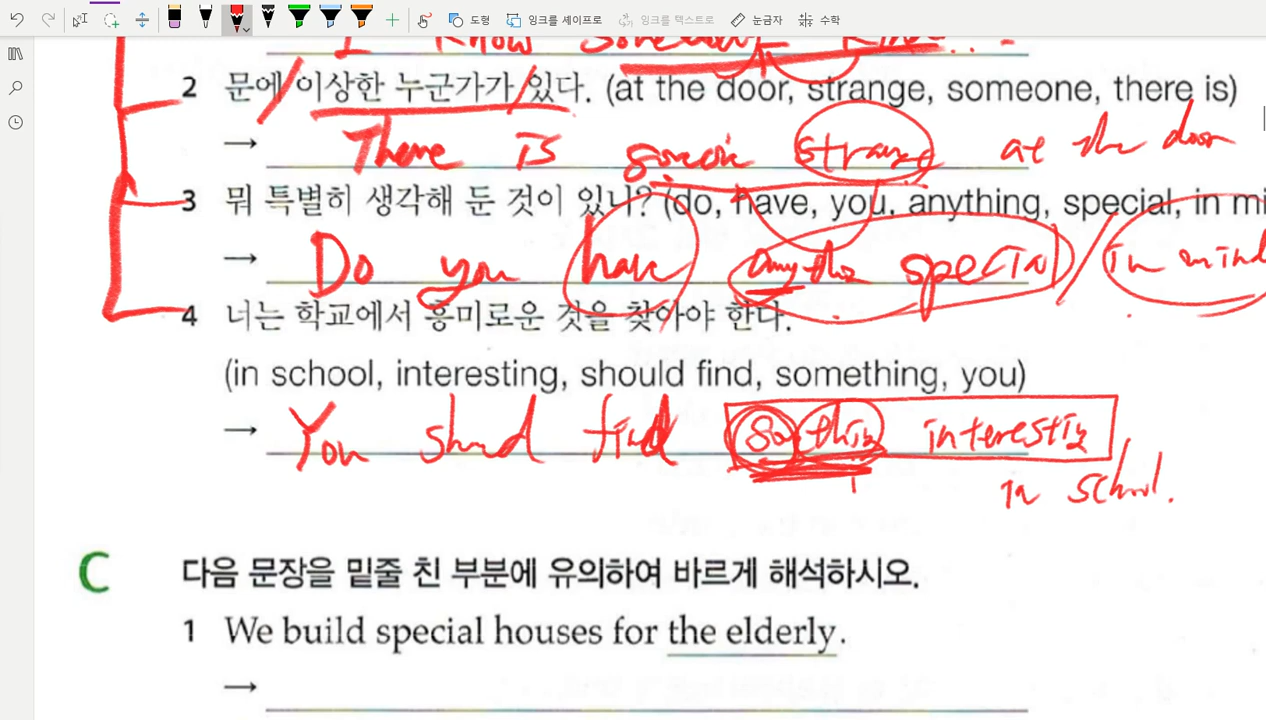 도형 잉크를 셰이프로 잉크를 텍스트로 눈금자 수학
I know
2 문에 이상한 누군가가 있다. (at the door, strange, someone, there is)
→ There is strange at the door
3 뭐 특별히 생각해 둔 것이 있니? (do, have, you, anything, special, in mi
→ Do you have special in mind
4 너는 학교에서 흥미로운 것을 찾아야 한다.
(in school, interesting, should find, something, you)
→ You find
in school.
C 다음 문장을 밑줄 친 부분에 유의하여 바르게 해석하시오.
1 We build special houses for the elderly.
→